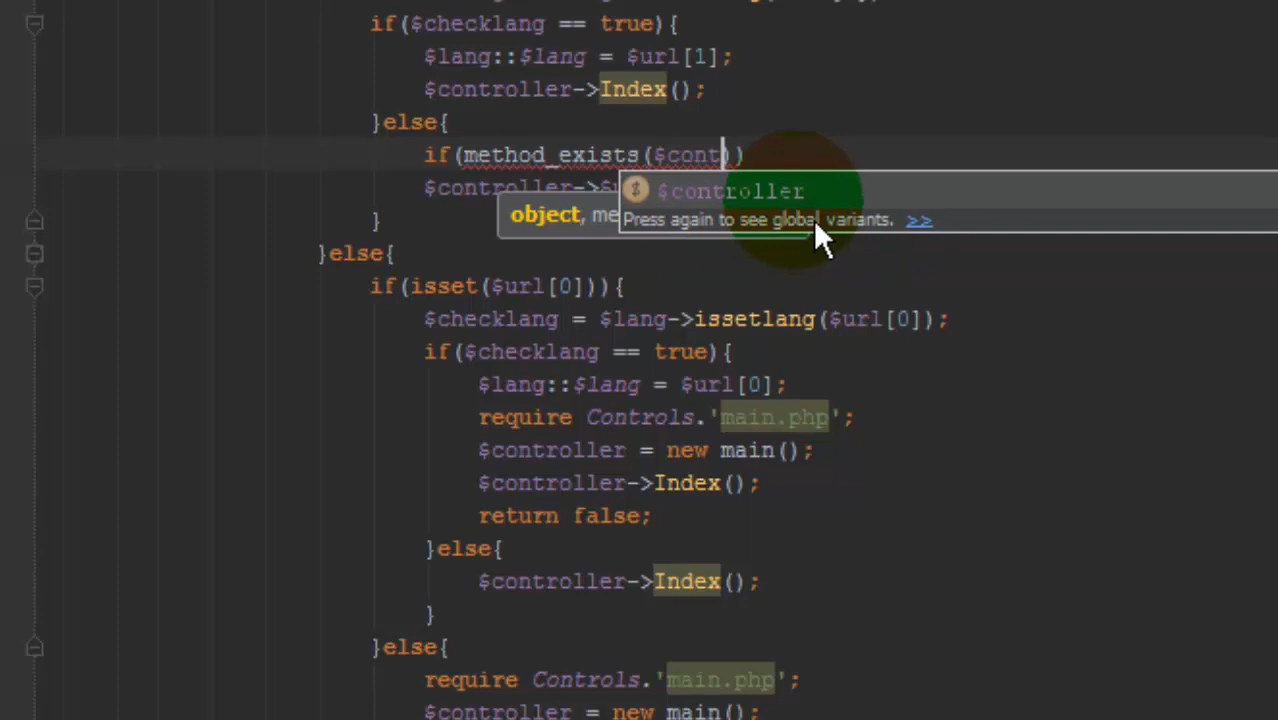 if($checklang == true){
$lang::$lang = $url[1];
$controller->Index();
}else{
if(method_exists($cont))
$controller
$controller->
object,
Press again to see global variants. >>
}
}else{
if(isset($url[0])){
$checklang = $lang->issetlang($url[0]);
if($checklang == true){
$lang::$lang = $url[0];
require Controls.'main.php';
$controller = new main();
$controller->Index();
return false;
}else{
$controller->Index();
}
}else{
require Controls.'main.php';
$controller = new main();